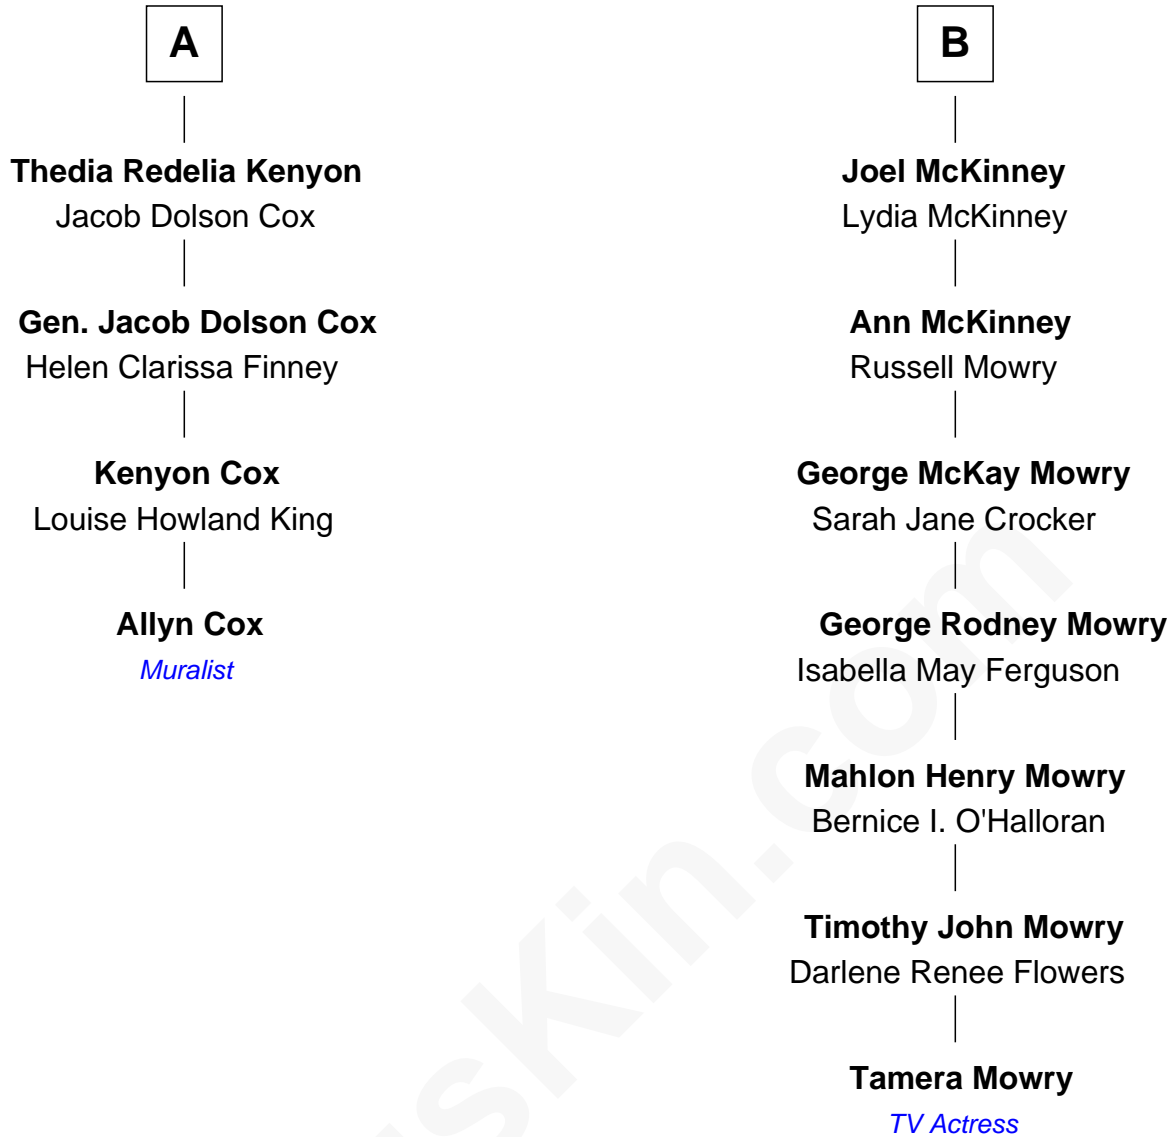 A
Thedia Redelia Kenyon
Jacob Dolson Cox
Gen. Jacob Dolson Cox
Helen Clarissa Finney
Kenyon Cox
Louise Howland King
Allyn Cox
Muralist
B
Joel McKinney
Lydia McKinney
Ann McKinney
Russell Mowry
George McKay Mowry
Sarah Jane Crocker
George Rodney Mowry
Isabella May Ferguson
Mahlon Henry Mowry
Bernice I. O'Halloran
Timothy John Mowry
Darlene Renee Flowers
Tamera Mowry
TV Actress
usKin.com